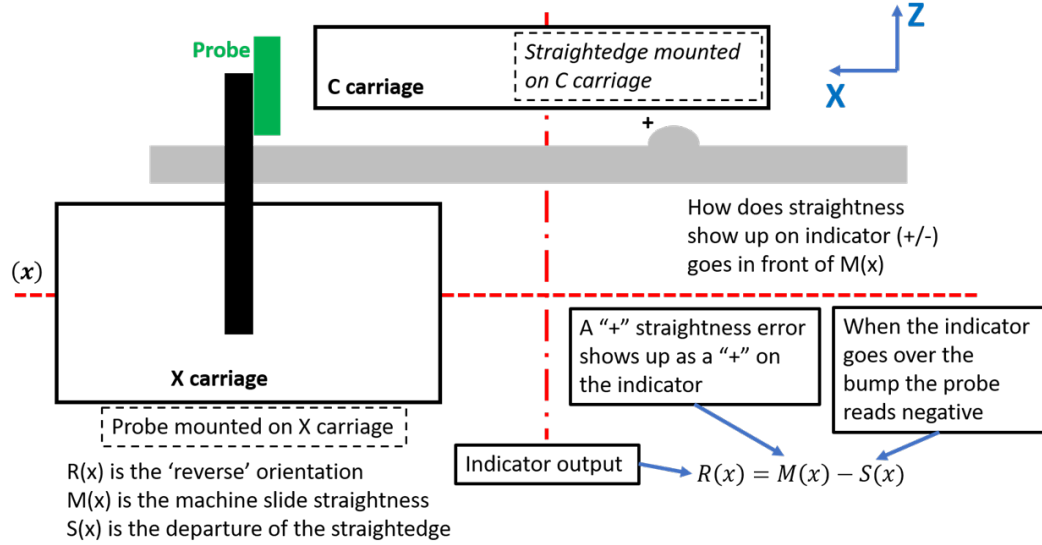 Probe
C carriage
Straightedge mounted
on C carriage
Z
X
+
How does straightness
show up on indicator (+/-)
goes in front of M(x)
(x)
X carriage
Probe mounted on X carriage
A “+” straightness error
shows up as a “+” on
the indicator
When the indicator
goes over the
bump the probe
reads negative
Indicator output
R(x) = M(x) − S(x)
R(x) is the ‘reverse’ orientation
M(x) is the machine slide straightness
S(x) is the departure of the straightedge